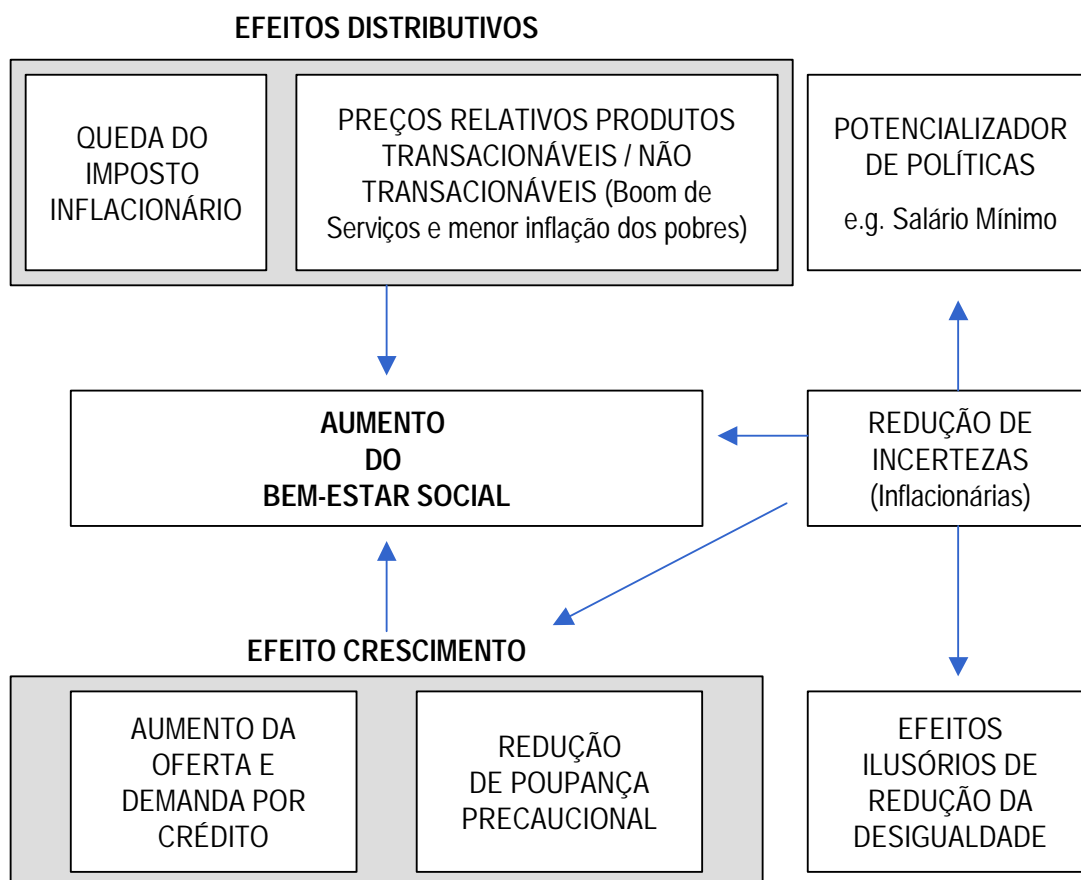 EFEITOS DISTRIBUTIVOS
QUEDA DO
IMPOSTO
INFLACIONÁRIO
PREÇOS RELATIVOS PRODUTOS
TRANSACIONÁVEIS / NÃO
TRANSACIONÁVEIS (Boom de
Serviços e menor inflação dos pobres)
POTENCIALIZADOR
DE POLÍTICAS
e.g. Salário Mínimo
AUMENTO
DO
BEM-ESTAR SOCIAL
REDUÇÃO DE
INCERTEZAS
(Inflacionárias)
EFEITO CRESCIMENTO
AUMENTO DA
OFERTA E
DEMANDA POR
CRÉDITO
REDUÇÃO
DE POUPANÇA
PRECAUCIONAL
EFEITOS
ILUSÓRIOS DE
REDUÇÃO DA
DESIGUALDADE